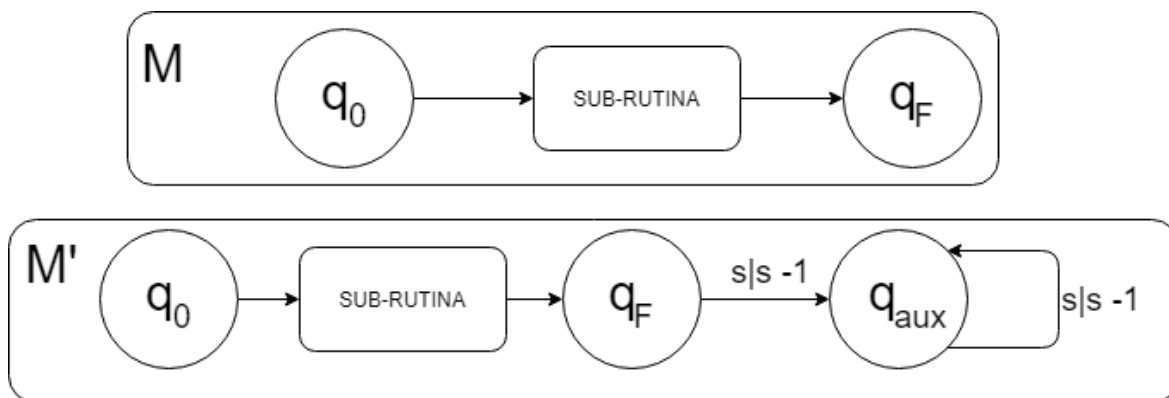 M
q0
SUB-RUTINA
qF
M'
q0
SUB-RUTINA
qF
s|s -1
qaux
s|s -1